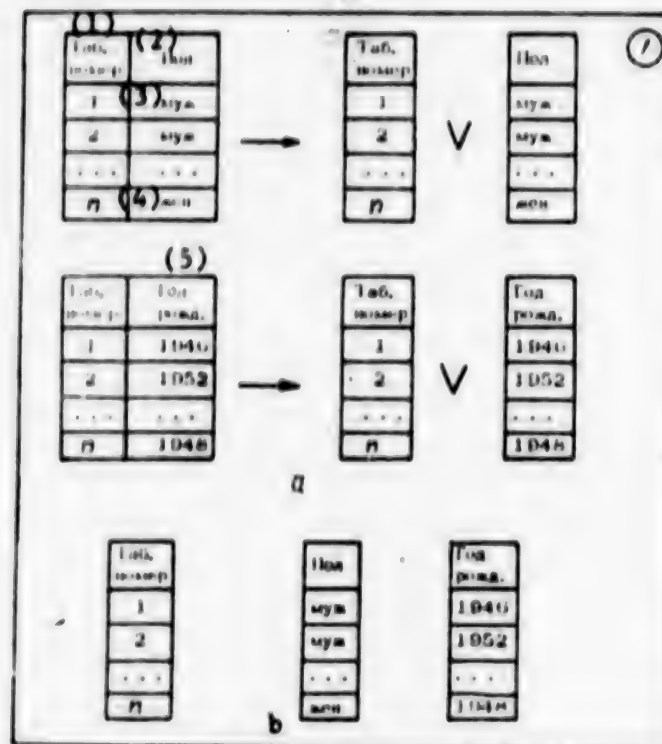 (1) (2) 1
Таб. Пол Таб. Пол
номер номер
1 (3) муж 1 муж
2 муж 2 V муж
... ... ... ...
n (4) жен n жен
(5)
Таб. Год Таб. Год
номер рожд. номер рожд.
1 1946 1 1946
2 1952 2 V 1952
... ... ... ...
n 1948 n 1948
a
Таб. Пол Год
номер рожд.
1 муж 1946
2 муж 1952
... ... ...
n жен 1948
b